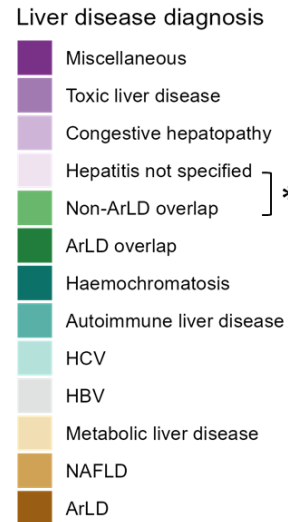 Liver disease diagnosis
Miscellaneous
Toxic liver disease
Congestive hepatopathy
Hepatitis not specified
Non-ArLD overlap
ArLD overlap
Haemochromatosis
Autoimmune liver disease
HCV
HBV
Metabolic liver disease
NAFLD
ArLD